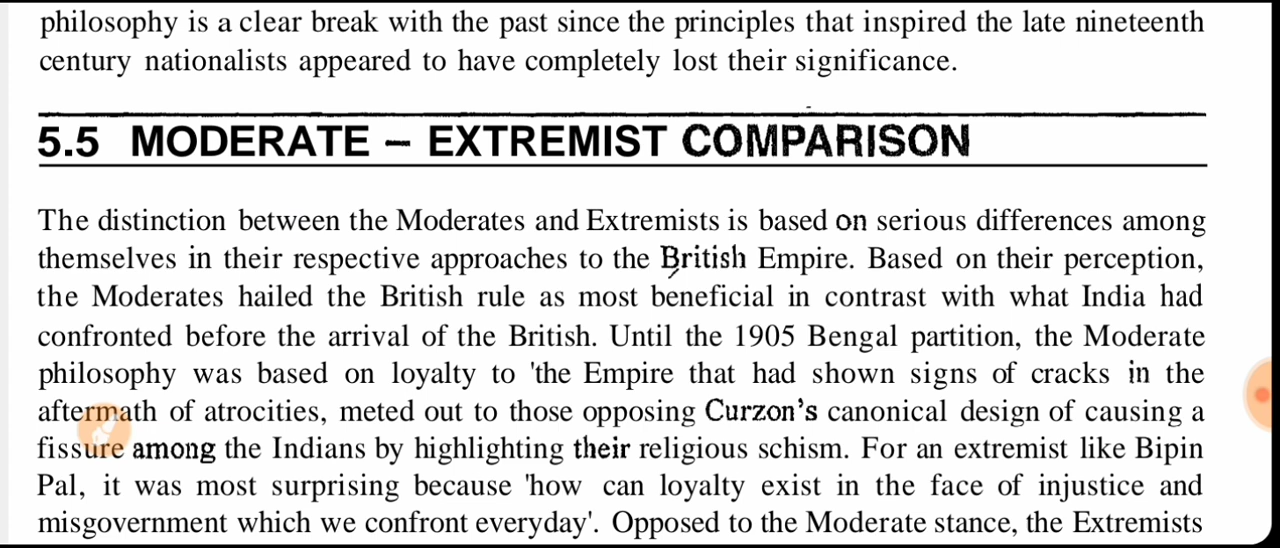 philosophy is a clear break with the past since the principles that inspired the late nineteenth
century nationalists appeared to have completely lost their significance.
5.5 MODERATE – EXTREMIST COMPARISON
The distinction between the Moderates and Extremists is based on serious differences among
themselves in their respective approaches to the British Empire. Based on their perception,
the Moderates hailed the British rule as most beneficial in contrast with what India had
confronted before the arrival of the British. Until the 1905 Bengal partition, the Moderate
philosophy was based on loyalty to 'the Empire that had shown signs of cracks in the
aftermath of atrocities, meted out to those opposing Curzon's canonical design of causing a
fissure among the Indians by highlighting their religious schism. For an extremist like Bipin
Pal, it was most surprising because 'how can loyalty exist in the face of injustice and
misgovernment which we confront everyday'. Opposed to the Moderate stance, the Extremists